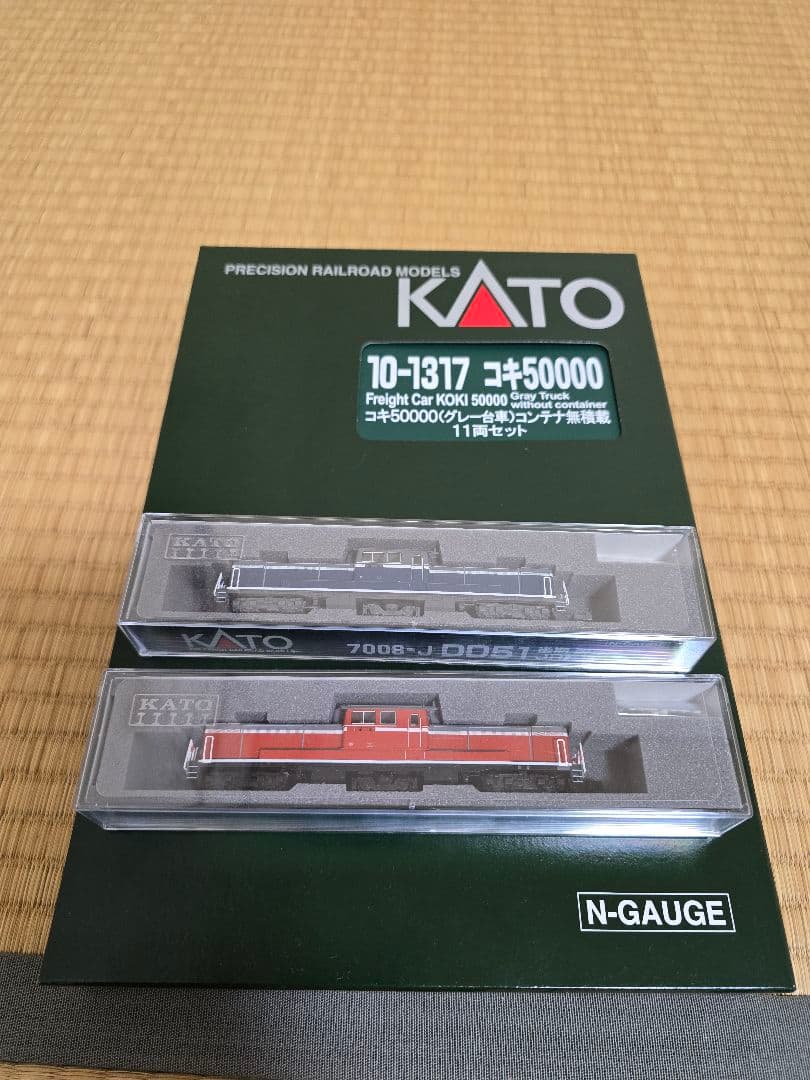 PRECISION RAILROAD MODELS
KATO
10-1317 コキ50000
Freight Car KOKI 50000 Gray Truck without container
コキ50000(グレー台車)コンテナ無積載
11両セット
KATO
KATO
7008-J DD51
KATO
N-GAUGE